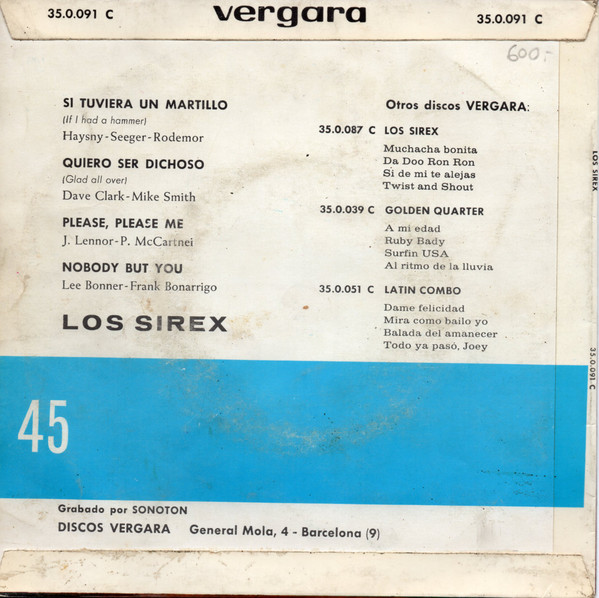 35.0.091 C
vergara
35.0.091 C
600.-
SI TUVIERA UN MARTILLO
(If I had a hammer)
Haysny-Seeger-Rodemor
QUIERO SER DICHOSO
(Glad all over)
Dave Clark-Mike Smith
PLEASE, PLEASE ME
J. Lennor-P. McCartnei
NOBODY BUT YOU
Lee Bonner-Frank Bonarrigo
LOS SIREX
Otros discos VERGARA:
35.0.087 C LOS SIREX
Muchacha bonita
Da Doo Ron Ron
Si de mi te alejas
Twist and Shout
35.0.039 C GOLDEN QUARTER
A mi edad
Ruby Bady
Surfin USA
Al ritmo de la lluvia
35.0.051 C LATIN COMBO
Dame felicidad
Mira como bailo yo
Balada del amanecer
Todo ya pasó, Joey
LOS SIREX
35.0.091 C
45
Grabado por SONOTON
DISCOS VERGARA General Mola, 4 - Barcelona (9)